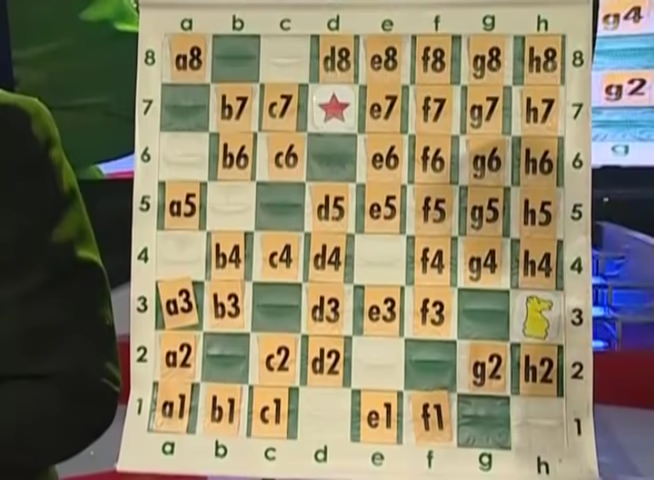 a b c d e f g h
8 a8 d8 e8 f8 g8 h8 8
7 b7 c7 e7 f7 g7 h7 7
6 b6 c6 e6 f6 g6 h6 6
5 a5 d5 e5 f5 g5 h5 5
4 b4 c4 d4 f4 g4 h4 4
3 a3 b3 d3 e3 f3 3
2 a2 c2 d2 g2 h2 2
1 a1 b1 c1 e1 f1 1
a b c d e f g h
g4
g2
g